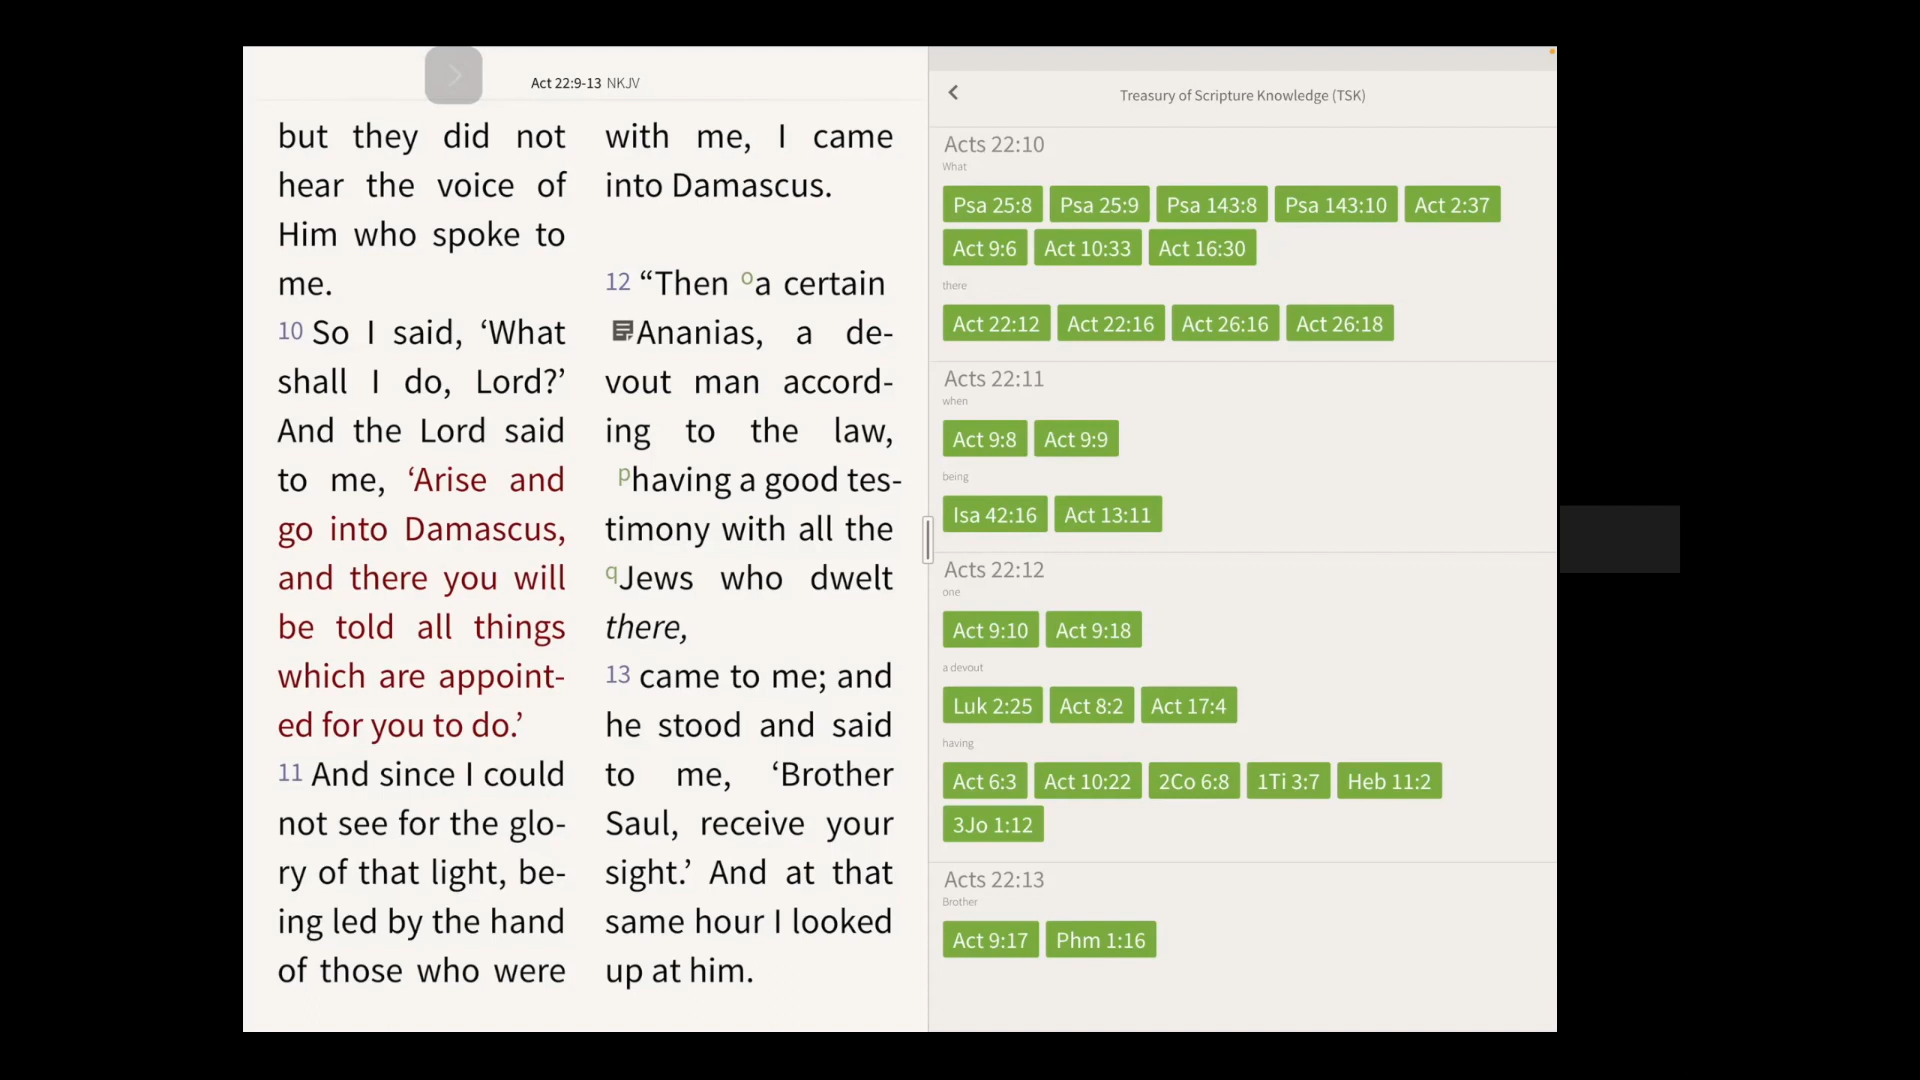 Act 22:9-13 NKJV
but they did not
hear the voice of
Him who spoke to
me.
10 So I said, ‘What
shall I do, Lord?’
And the Lord said
to me, ‘Arise and
go into Damascus,
and there you will
be told all things
which are appoint-
ed for you to do.’
11 And since I could
not see for the glo-
ry of that light, be-
ing led by the hand
of those who were
with me, I came
into Damascus.
12 “Then oa certain
Ananias, a de-
vout man accord-
ing to the law,
phaving a good tes-
timony with all the
qJews who dwelt
there,
13 came to me; and
he stood and said
to me, ‘Brother
Saul, receive your
sight.’ And at that
same hour I looked
up at him.
Treasury of Scripture Knowledge (TSK)
Acts 22:10
What
Psa 25:8 Psa 25:9 Psa 143:8 Psa 143:10 Act 2:37
Act 9:6 Act 10:33 Act 16:30
there
Act 22:12 Act 22:16 Act 26:16 Act 26:18
Acts 22:11
when
Act 9:8 Act 9:9
being
Isa 42:16 Act 13:11
Acts 22:12
one
Act 9:10 Act 9:18
a devout
Luk 2:25 Act 8:2 Act 17:4
having
Act 6:3 Act 10:22 2Co 6:8 1Ti 3:7 Heb 11:2
3Jo 1:12
Acts 22:13
Brother
Act 9:17 Phm 1:16